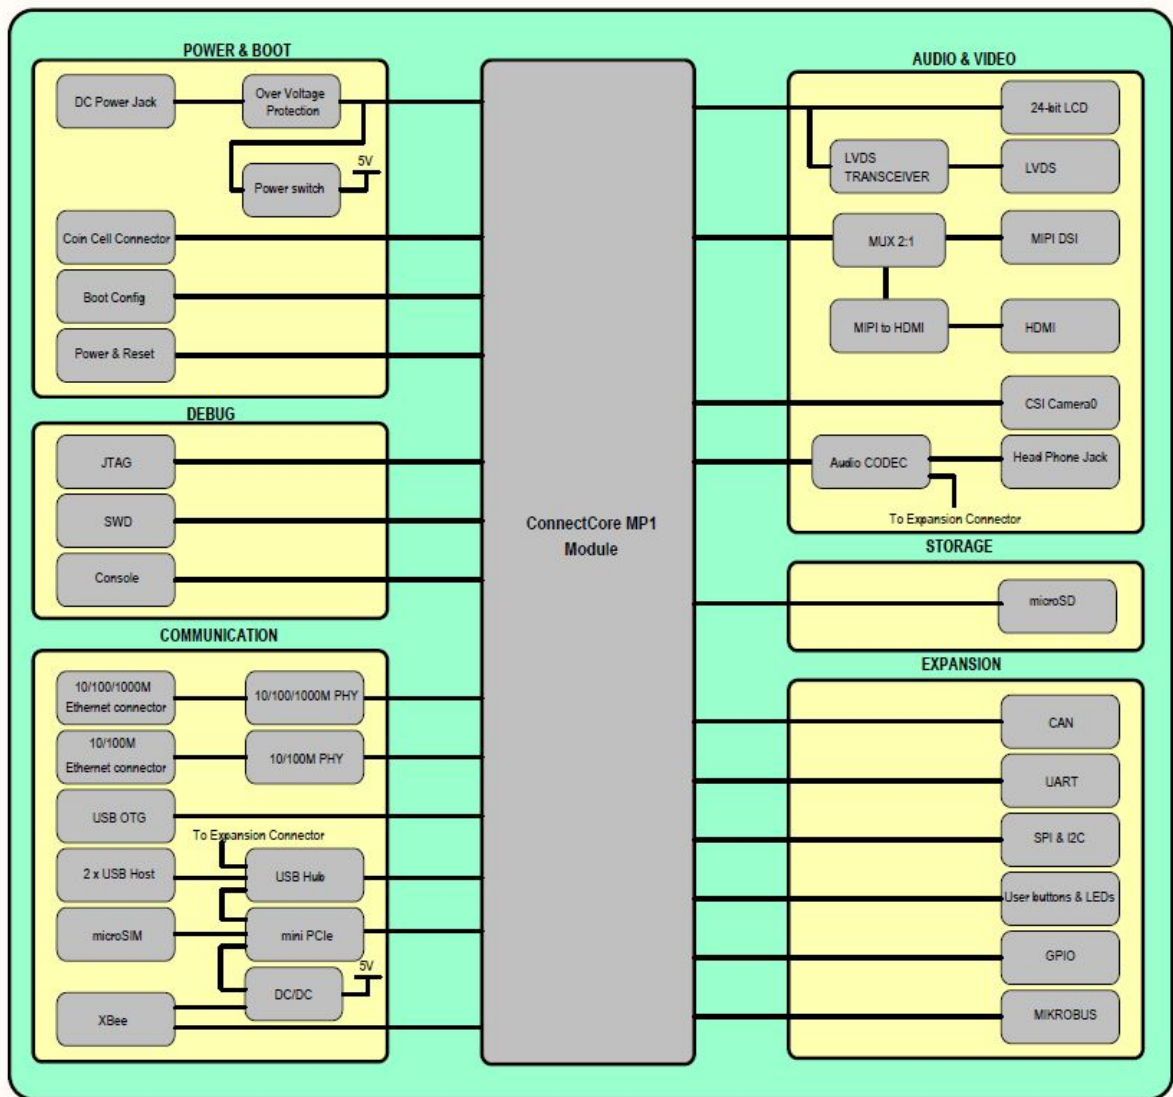 POWER & BOOT
DC Power Jack
Over Voltage
Protection
5V
Power switch
Coin Cell Connector
Boot Config
Power & Reset
DEBUG
JTAG
SWD
Console
COMMUNICATION
10/100/1000M
Ethernet connector
10/100/1000M PHY
10/100M
Ethernet connector
10/100M PHY
USB OTG
To Expansion Connector
2 x USB Host
USB Hub
microSIM
mini PCIe
5V
DC/DC
XBee
ConnectCore MP1
Module
AUDIO & VIDEO
24-bit LCD
LVDS
TRANSCEIVER
LVDS
MUX 2:1
MIPI DSI
MIPI to HDMI
HDMI
CSI Camera0
Audio CODEC
Head Phone Jack
To Expansion Connector
STORAGE
microSD
EXPANSION
CAN
UART
SPI & I2C
User buttons & LEDs
GPIO
MIKROBUS